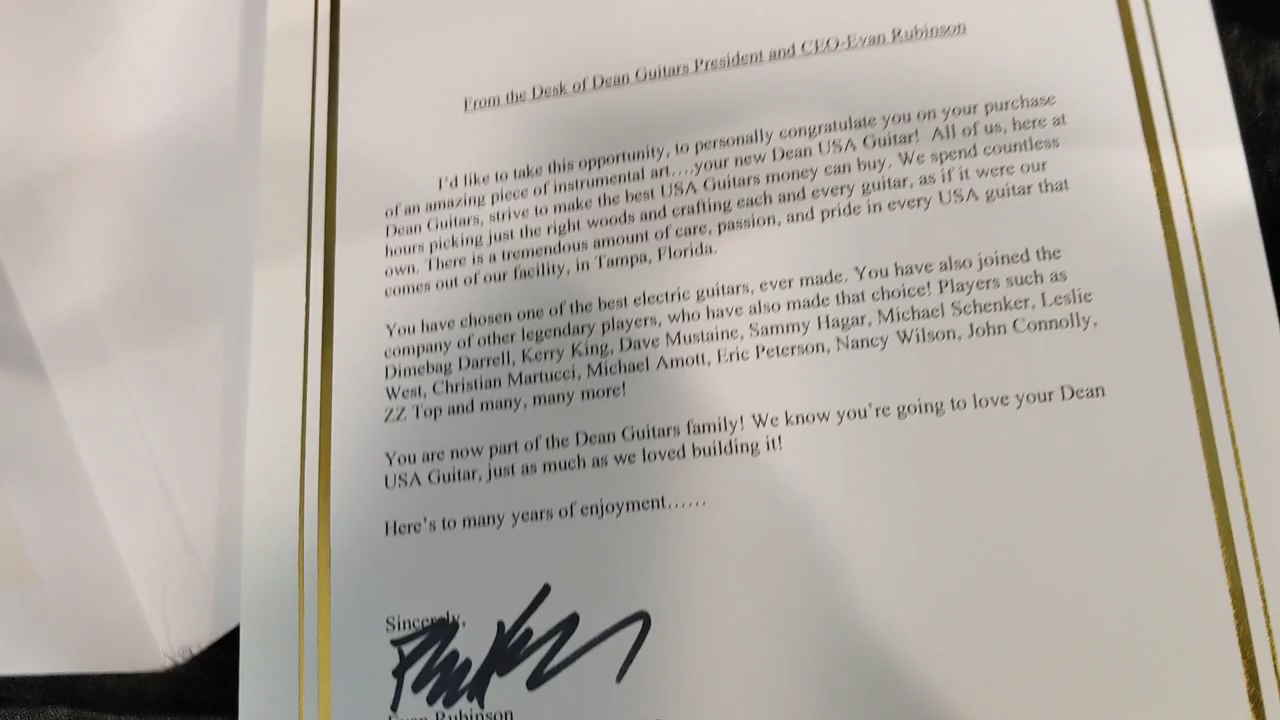 From the Desk of Dean Guitars President and CEO-Evan Rubinson
I'd like to take this opportunity, to personally congratulate you on your purchase
of an amazing piece of instrumental art....your new Dean USA Guitar!  All of us, here at
Dean Guitars, strive to make the best USA Guitars money can buy. We spend countless
hours picking just the right woods and crafting each and every guitar, as if it were our
own. There is a tremendous amount of care, passion, and pride in every USA guitar that
comes out of our facility, in Tampa, Florida.
You have chosen one of the best electric guitars, ever made. You have also joined the
company of other legendary players, who have also made that choice! Players such as
Dimebag Darrell, Kerry King, Dave Mustaine, Sammy Hagar, Michael Schenker, Leslie
West, Christian Martucci, Michael Amott, Eric Peterson, Nancy Wilson, John Connolly,
ZZ Top and many, many more!
You are now part of the Dean Guitars family! We know you're going to love your Dean
USA Guitar, just as much as we loved building it!
Here's to many years of enjoyment......
Sincerely,
Evan Rubinson